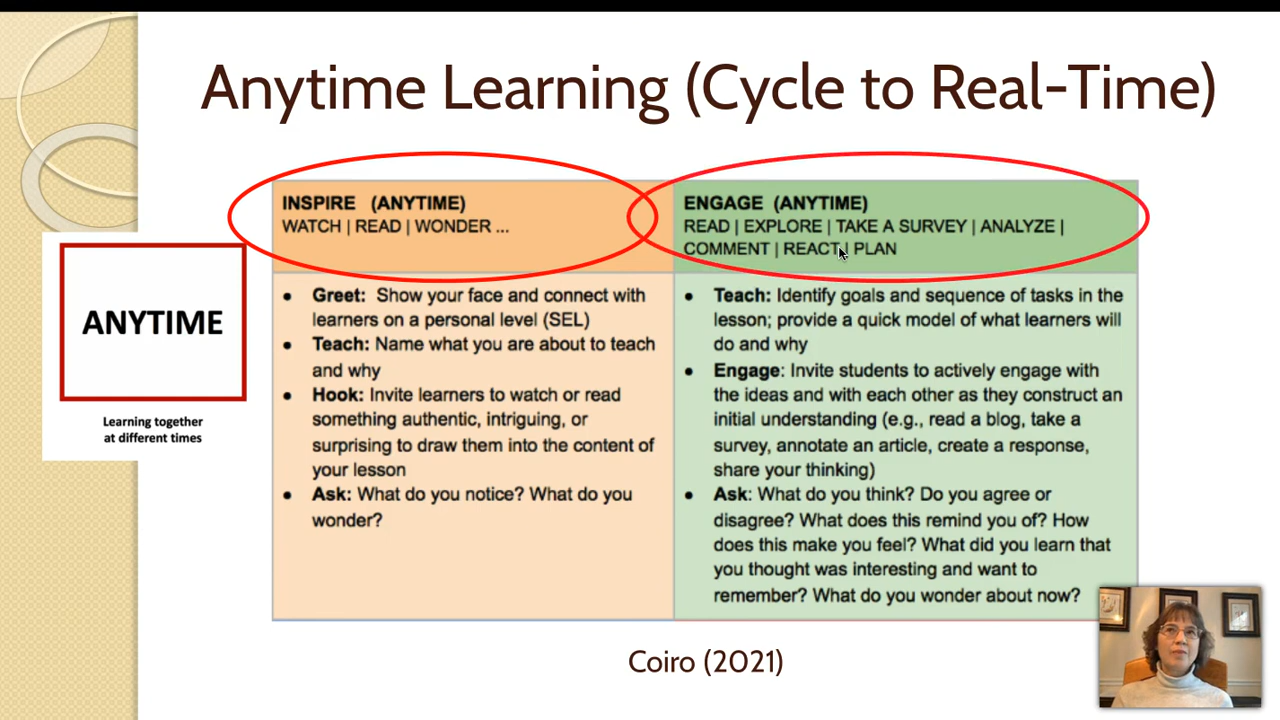 Anytime Learning (Cycle to Real-Time)
ANYTIME
Learning together
at different times
INSPIRE (ANYTIME)
WATCH | READ | WONDER ...
• Greet: Show your face and connect with
learners on a personal level (SEL)
• Teach: Name what you are about to teach
and why
• Hook: Invite learners to watch or read
something authentic, intriguing, or
surprising to draw them into the content of
your lesson
• Ask: What do you notice? What do you
wonder?
ENGAGE (ANYTIME)
READ | EXPLORE | TAKE A SURVEY | ANALYZE |
COMMENT | REACT | PLAN
• Teach: Identify goals and sequence of tasks in the
lesson; provide a quick model of what learners will
do and why
• Engage: Invite students to actively engage with
the ideas and with each other as they construct an
initial understanding (e.g., read a blog, take a
survey, annotate an article, create a response,
share your thinking)
• Ask: What do you think? Do you agree or
disagree? What does this remind you of? How
does this make you feel? What did you learn that
you thought was interesting and want to
remember? What do you wonder about now?
Coiro (2021)